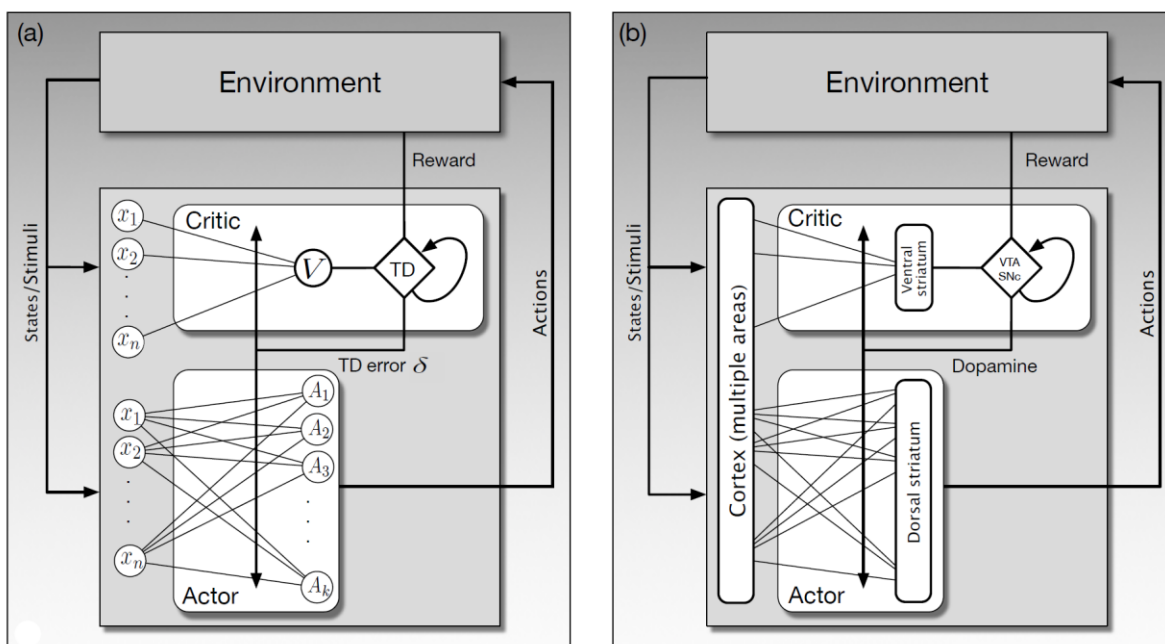 (a)
Environment
Reward
States/Stimuli
Actions
Critic
x1
x2
.
.
.
xn
V
TD
TD error δ
x1
x2
.
.
.
.
xn
A1
A2
A3
.
.
.
Ak
Actor
(b)
Environment
Reward
States/Stimuli
Actions
Critic
Cortex (multiple areas)
Ventral
striatum
VTA
SNc
Dopamine
Dorsal striatum
Actor